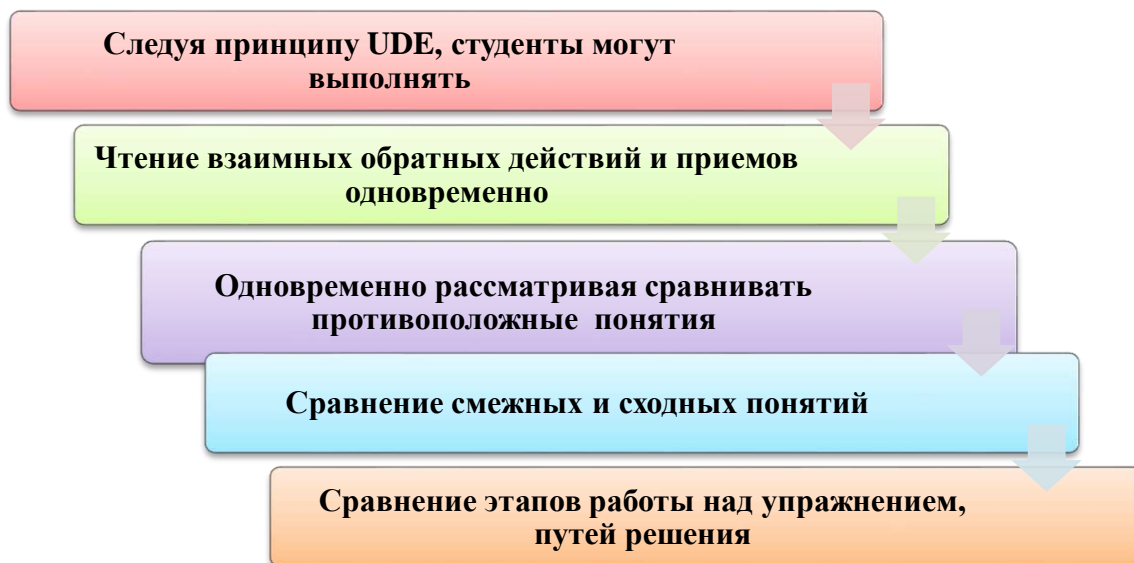 Следуя принципу UDE, студенты могут
выполнять
Чтение взаимных обратных действий и приемов
одновременно
Одновременно рассматривая сравнивать
противоположные понятия
Сравнение смежных и сходных понятий
Сравнение этапов работы над упражнением,
путей решения